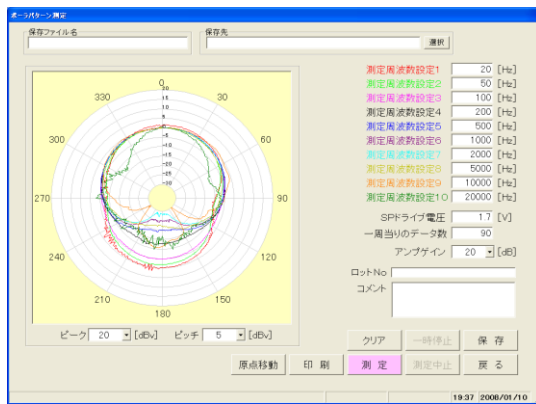 ポーラパターン測定
保存ファイル名
保存先
選択
測定周波数設定1 20 [Hz]
測定周波数設定2 50 [Hz]
測定周波数設定3 100 [Hz]
測定周波数設定4 200 [Hz]
測定周波数設定5 500 [Hz]
測定周波数設定6 1000 [Hz]
測定周波数設定7 2000 [Hz]
測定周波数設定8 5000 [Hz]
測定周波数設定9 10000 [Hz]
測定周波数設定10 20000 [Hz]
SPドライブ電圧 1.7 [V]
一周当りのデータ数 90
アンプゲイン 20 [dB]
ロットNo
コメント
0
30
60
90
120
150
180
210
240
270
300
330
20
15
10
5
0
-5
-10
-15
-20
-25
-30
ピーク 20 [dBv] ピッチ 5 [dBv]
クリア 一時停止 保 存
原点移動 印 刷 測 定 測定中止 戻 る
19:37 2008/01/10